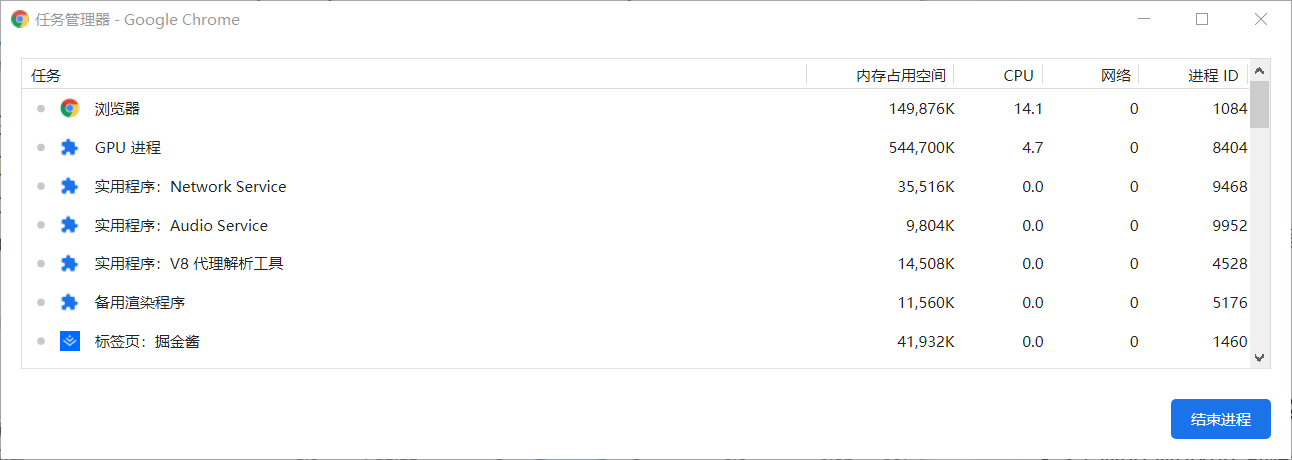 任务管理器 - Google Chrome
任务 内存占用空间 CPU 网络 进程 ID
浏览器 149,876K 14.1 0 1084
GPU 进程 544,700K 4.7 0 8404
实用程序：Network Service 35,516K 0.0 0 9468
实用程序：Audio Service 9,804K 0.0 0 9952
实用程序：V8 代理解析工具 14,508K 0.0 0 4528
备用渲染程序 11,560K 0.0 0 5176
标签页：掘金酱 41,932K 0.0 0 1460
结束进程